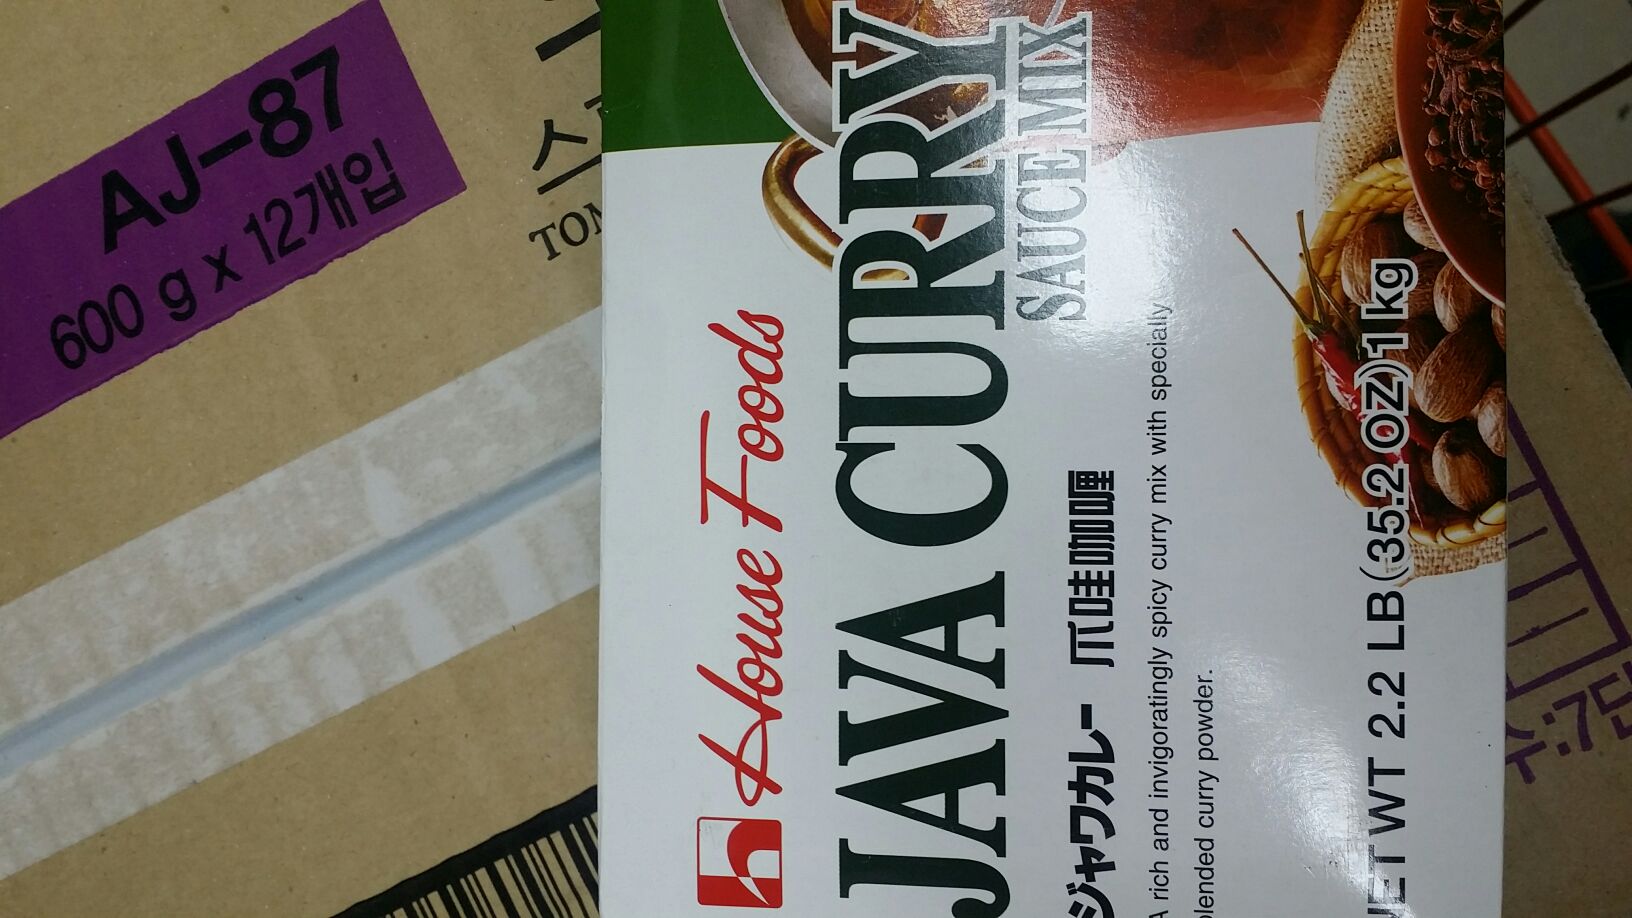 AJ-87
600 g x 12개입
House Foods
JAVA CURRY
SAUCE MIX
ジャワカレー 爪哇咖喱
A rich and invigoratingly spicy curry mix with specially
blended curry powder.
NET WT 2.2 LB(35.2 OZ)1 kg